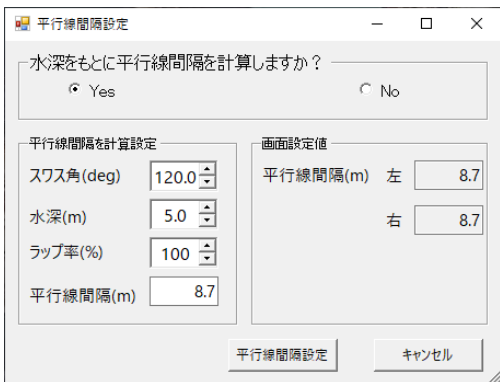 平行線間隔設定
水深をもとに平行線間隔を計算しますか？
Yes
No
平行線間隔を計算設定
スワス角(deg) 120.0
水深(m) 5.0
ラップ率(%) 100
平行線間隔(m) 8.7
画面設定値
平行線間隔(m) 左 8.7
右 8.7
平行線間隔設定
キャンセル